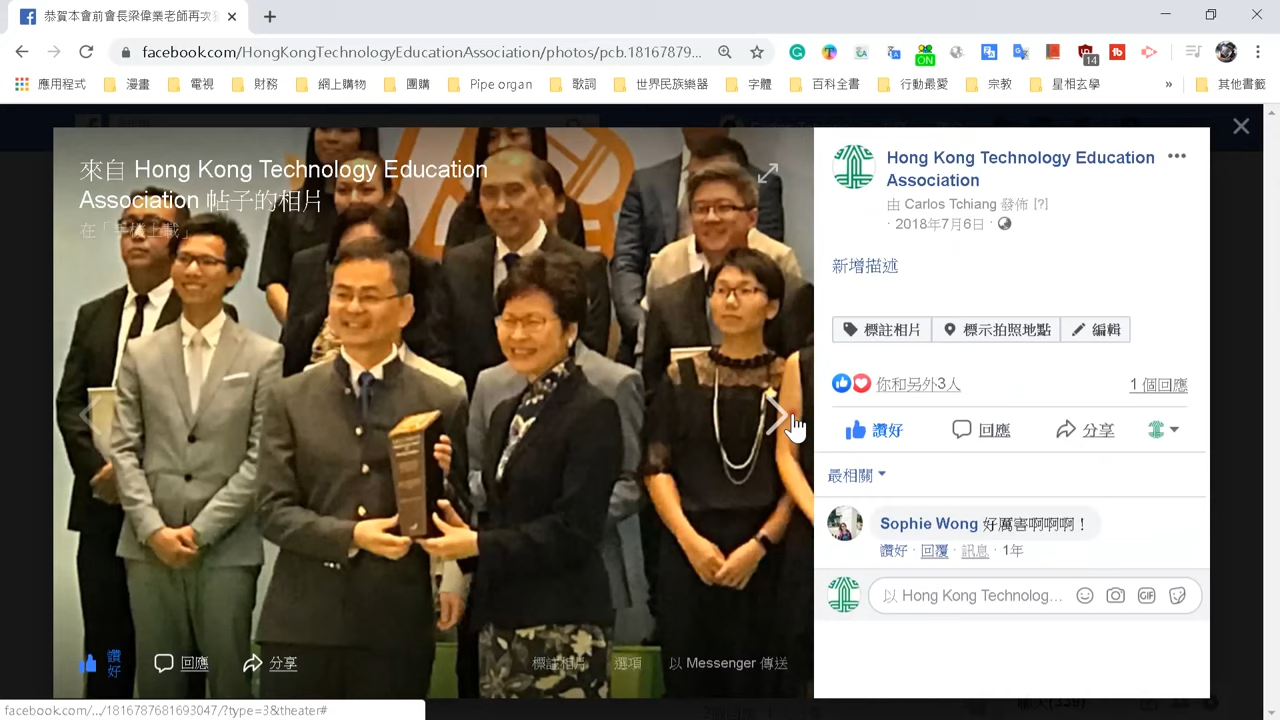 恭賀本會前會長梁偉業老師再次
facebook.com/HongKongTechnologyEducationAssociation/photos/pcb.18167879...
ON
14
應用程式
漫畫
電視
財務
網上購物
團購
Pipe organ
歌詞
世界民族樂器
字體
百科全書
行動最愛
宗教
星相玄學
»
其他書籤
來自 Hong Kong Technology Education
Association 帖子的相片
在「手機上載」
Hong Kong Technology Education
Association
由 Carlos Tchiang 發佈 [?]
· 2018年7月6日 ·
新增描述
標註相片
標示拍照地點
編輯
你和另外3人
1 個回應
讚好
回應
分享
最相關
Sophie Wong 好厲害啊啊啊！
讚好 · 回覆 · 訊息 · 1年
以 Hong Kong Technolog...
GIF
讚
好
回應
分享
標註相片
選項
以 Messenger 傳送
facebook.com/.../1816787681693047/?type=3&theater#